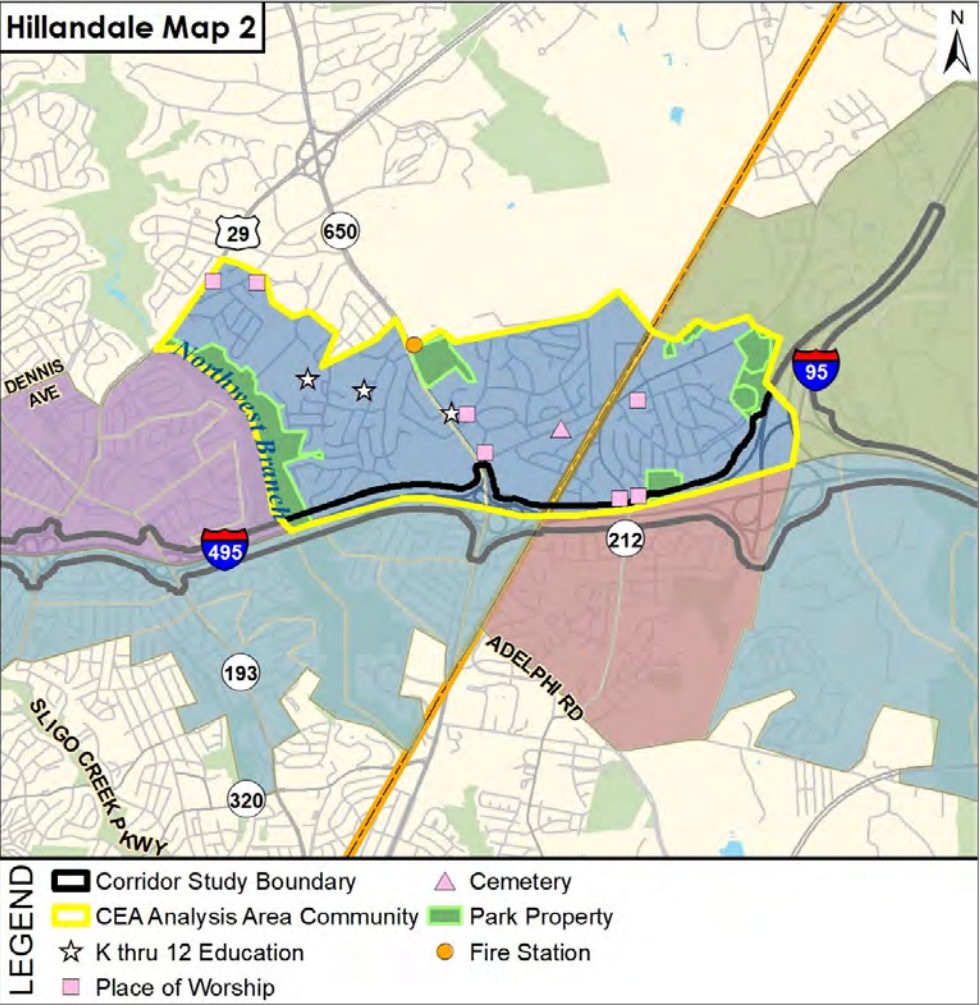 Hillandale Map 2
N
29
650
DENNIS
AVE
Northwest Branch
95
495
212
193
ADELPHI RD
SLIGO CREEK PKWY
320
LEGEND
Corridor Study Boundary
Cemetery
CEA Analysis Area Community
Park Property
K thru 12 Education
Fire Station
Place of Worship